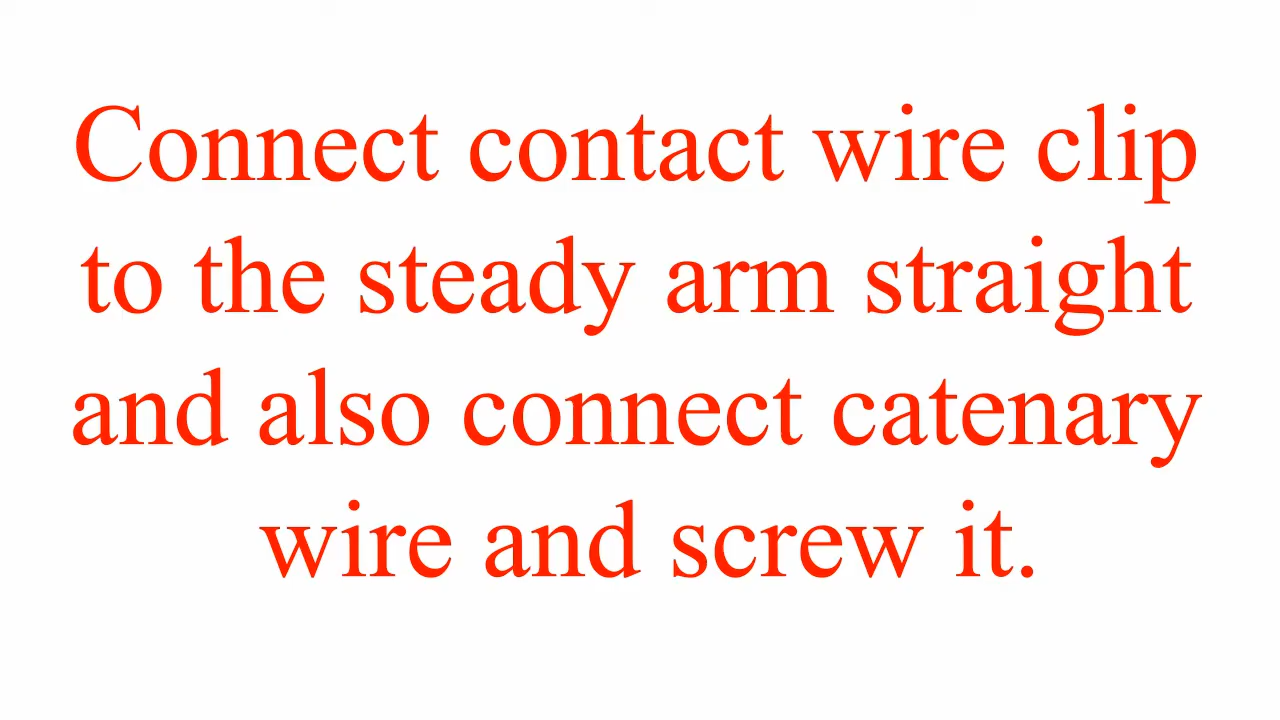 Connect contact wire clip
to the steady arm straight
and also connect catenary
wire and screw it.